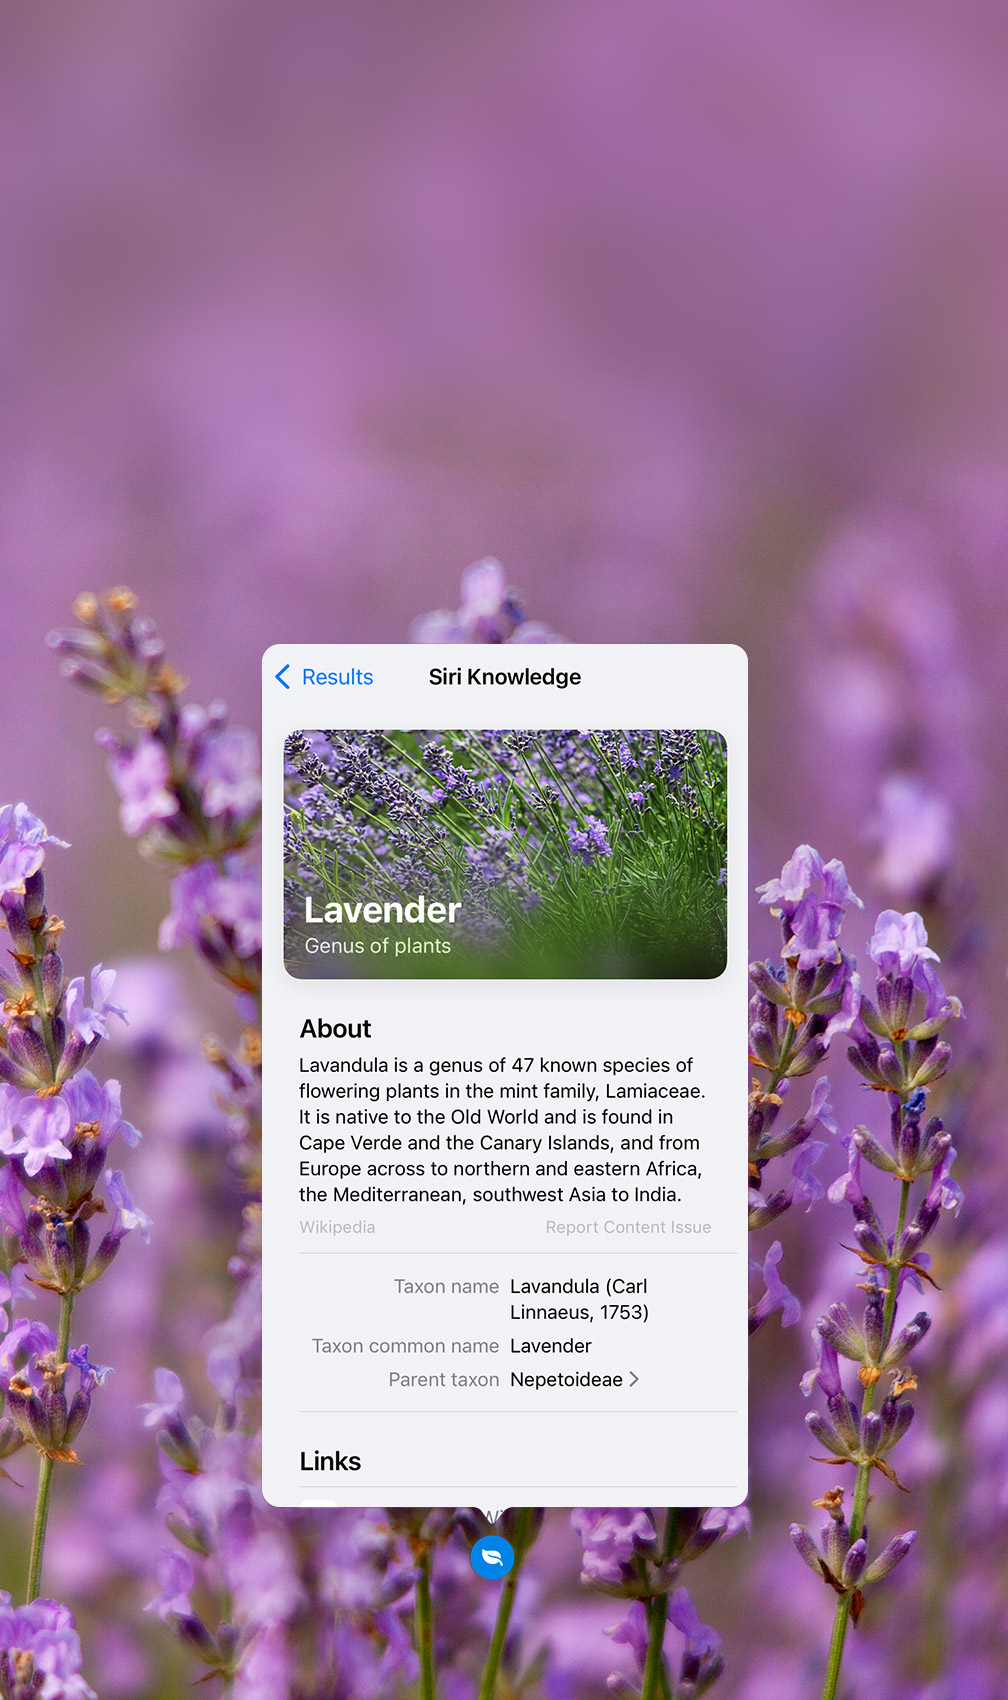 Results
Siri Knowledge
Lavender
Genus of plants
About
Lavandula is a genus of 47 known species of
flowering plants in the mint family, Lamiaceae.
It is native to the Old World and is found in
Cape Verde and the Canary Islands, and from
Europe across to northern and eastern Africa,
the Mediterranean, southwest Asia to India.
Wikipedia
Report Content Issue
Taxon name Lavandula (Carl
Linnaeus, 1753)
Taxon common name Lavender
Parent taxon Nepetoideae
Links